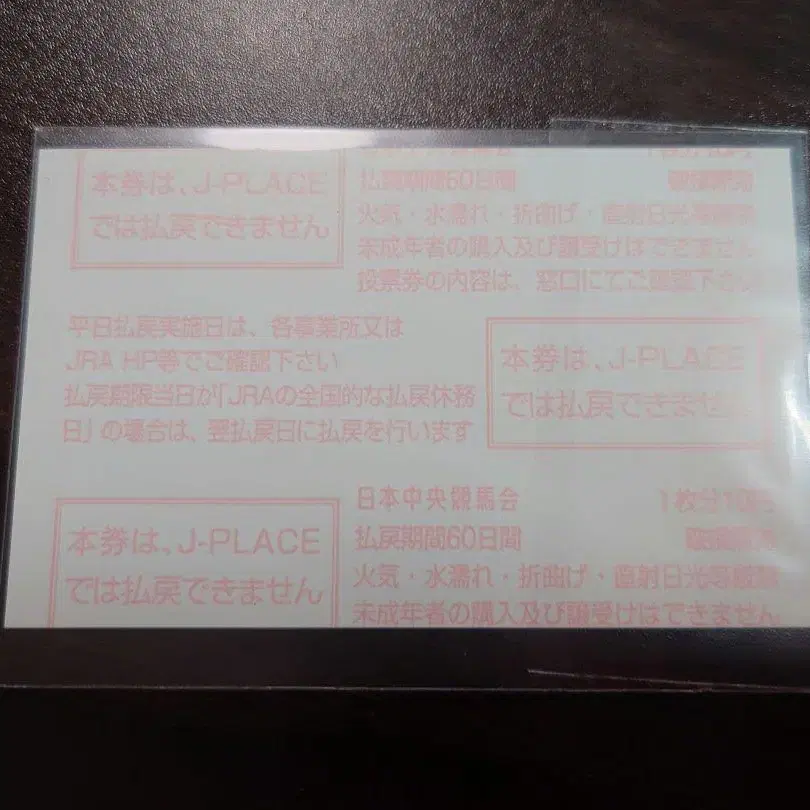 本券は、J-PLACE
では払戻できません
払戻期間60日間
火気・水濡れ・折曲げ・直射日光等厳禁
未成年者の購入及び譲受けはできません
投票券の内容は、窓口にてご確認下さい
平日払戻実施日は、各事業所又は
JRA HP等でご確認下さい
払戻期限当日が「JRAの全国的な払戻休務
日」の場合は、翌払戻日に払戻を行います
本券は、J-PLACE
では払戻できません
本券は、J-PLACE
では払戻できません
日本中央競馬会
1枚分
払戻期間60日間
火気・水濡れ・折曲げ・直射日光等厳禁
未成年者の購入及び譲受けはできません